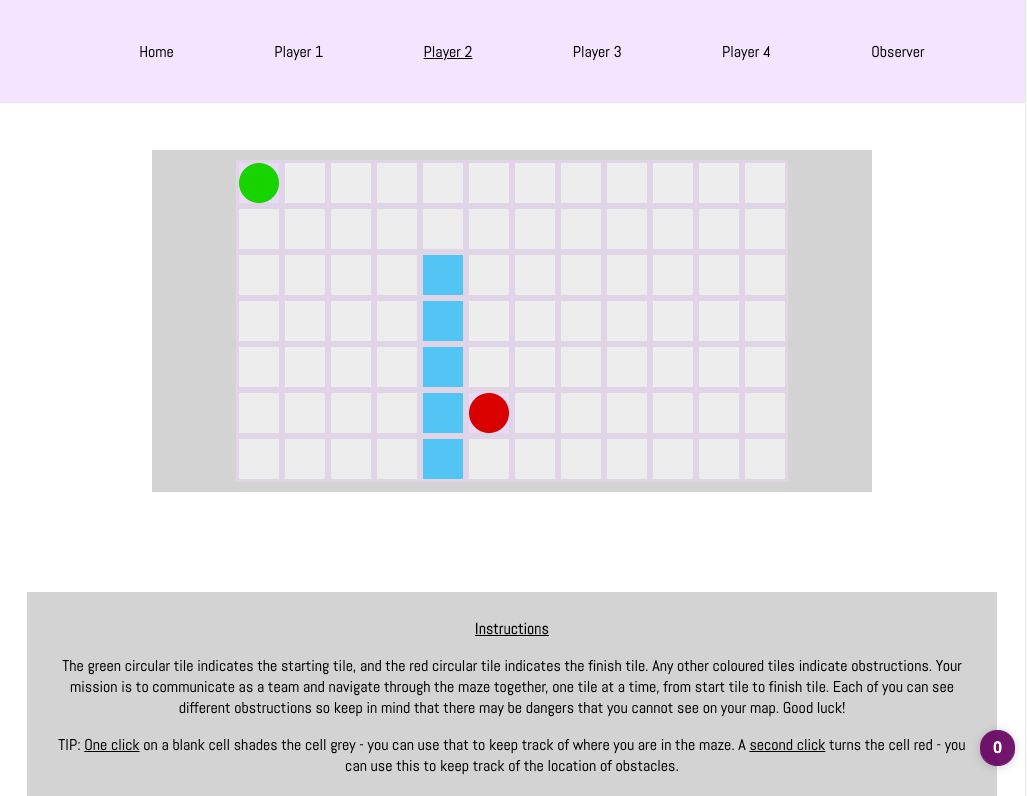 Home Player 1 Player 2 Player 3 Player 4 Observer
Instructions
The green circular tile indicates the starting tile, and the red circular tile indicates the finish tile. Any other coloured tiles indicate obstructions. Your
mission is to communicate as a team and navigate through the maze together, one tile at a time, from start tile to finish tile. Each of you can see
different obstructions so keep in mind that there may be dangers that you cannot see on your map. Good luck!
TIP: One click on a blank cell shades the cell grey - you can use that to keep track of where you are in the maze. A second click turns the cell red - you
can use this to keep track of the location of obstacles.
0